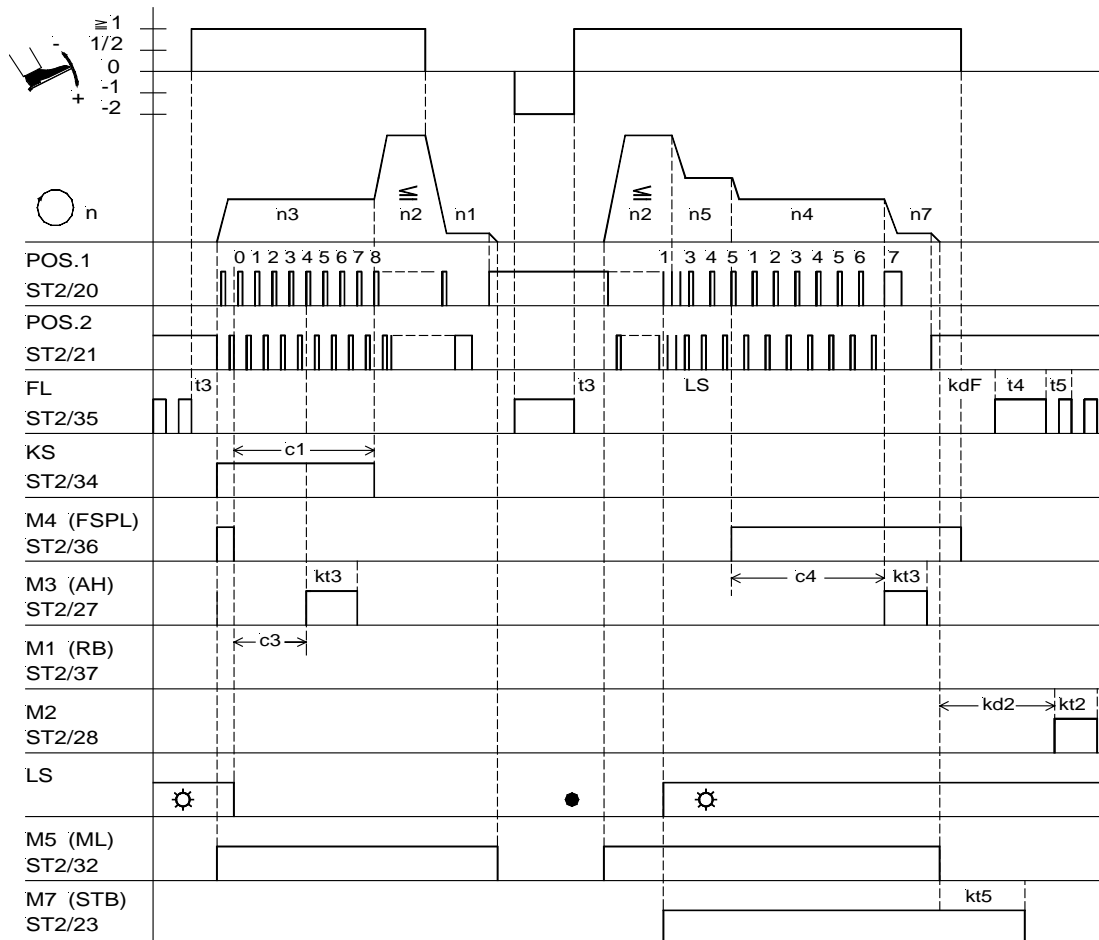 ≧1
1/2
0
-1
-2
-
+
n
n3
≦
n2
n1
≦
n2
n5
n4
n7
POS.1
ST2/20
0 1 2 3 4 5 6 7 8
1 3 4 5 1 2 3 4 5 6 7
POS.2
ST2/21
FL
ST2/35
t3
t3
LS
kdF
t4
t5
KS
ST2/34
c1
M4 (FSPL)
ST2/36
M3 (AH)
ST2/27
kt3
c4
kt3
c3
M1 (RB)
ST2/37
M2
ST2/28
kd2
kt2
LS
M5 (ML)
ST2/32
M7 (STB)
ST2/23
kt5